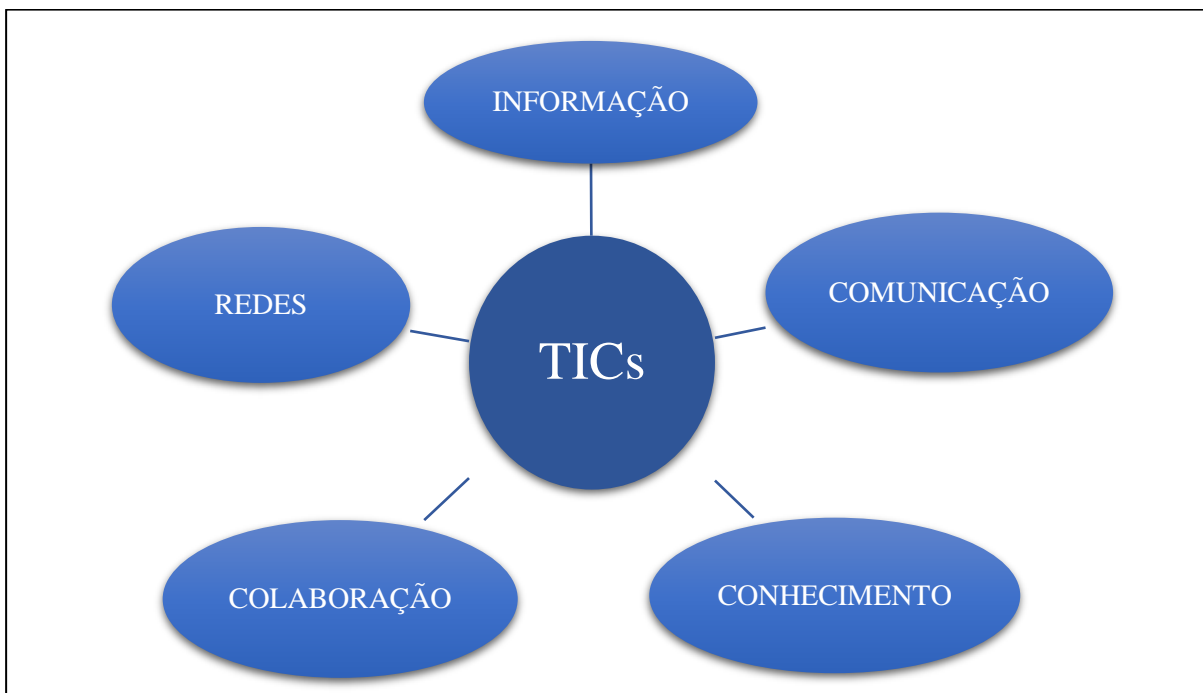 INFORMAÇÃO
REDES
COMUNICAÇÃO
TICs
COLABORAÇÃO
CONHECIMENTO